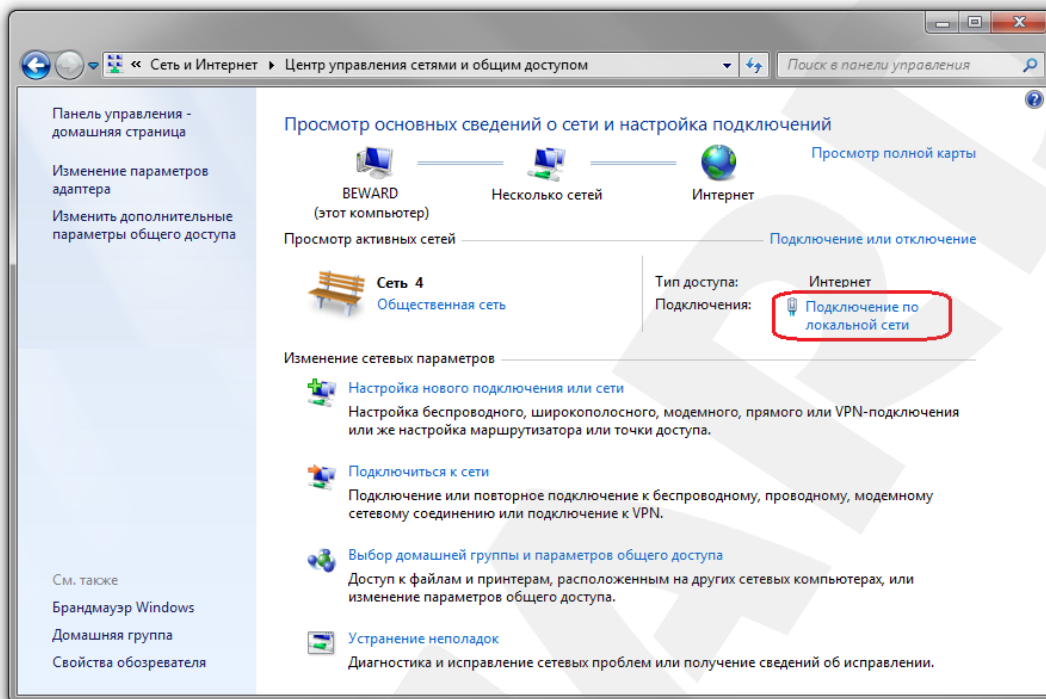 « Сеть и Интернет ▸ Центр управления сетями и общим доступом
Поиск в панели управления
Панель управления -
домашняя страница
Изменение параметров
адаптера
Изменить дополнительные
параметры общего доступа
См. также
Брандмауэр Windows
Домашняя группа
Свойства обозревателя
Просмотр основных сведений о сети и настройка подключений
Просмотр полной карты
BEWARD
(этот компьютер)
Несколько сетей
Интернет
Просмотр активных сетей
Подключение или отключение
Сеть 4
Общественная сеть
Тип доступа: Интернет
Подключения: Подключение по
локальной сети
Изменение сетевых параметров
Настройка нового подключения или сети
Настройка беспроводного, широкополосного, модемного, прямого или VPN-подключения
или же настройка маршрутизатора или точки доступа.
Подключиться к сети
Подключение или повторное подключение к беспроводному, проводному, модемному
сетевому соединению или подключение к VPN.
Выбор домашней группы и параметров общего доступа
Доступ к файлам и принтерам, расположенным на других сетевых компьютерах, или
изменение параметров общего доступа.
Устранение неполадок
Диагностика и исправление сетевых проблем или получение сведений об исправлении.